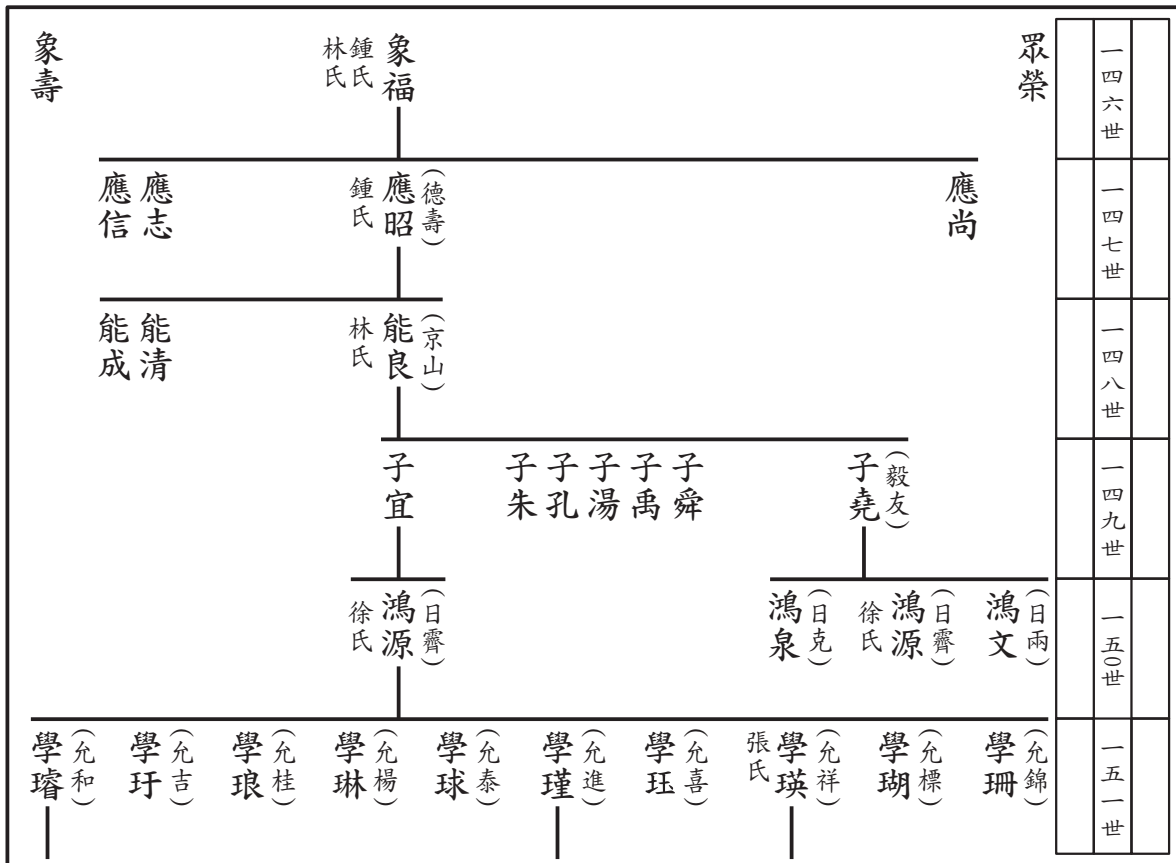 一四六世
眾榮
象福
鍾氏
林氏
象壽
一四七世
應尚
(德壽)
應昭
鍾氏
應志
應信
一四八世
(京山)
能良
林氏
能清
能成
一四九世
(毅友)
子堯
子舜
子禹
子湯
子孔
子朱
子宜
一五〇世
(日雨)
鴻文
(日霽)
鴻源
徐氏
(日克)
鴻泉
(日霽)
鴻源
徐氏
一五一世
(允錦)
學珊
(允標)
學瑚
(允祥)
學瑛
張氏
(允喜)
學珏
(允進)
學瑾
(允泰)
學球
(允楊)
學琳
(允桂)
學琅
(允吉)
學玗
(允和)
學璿